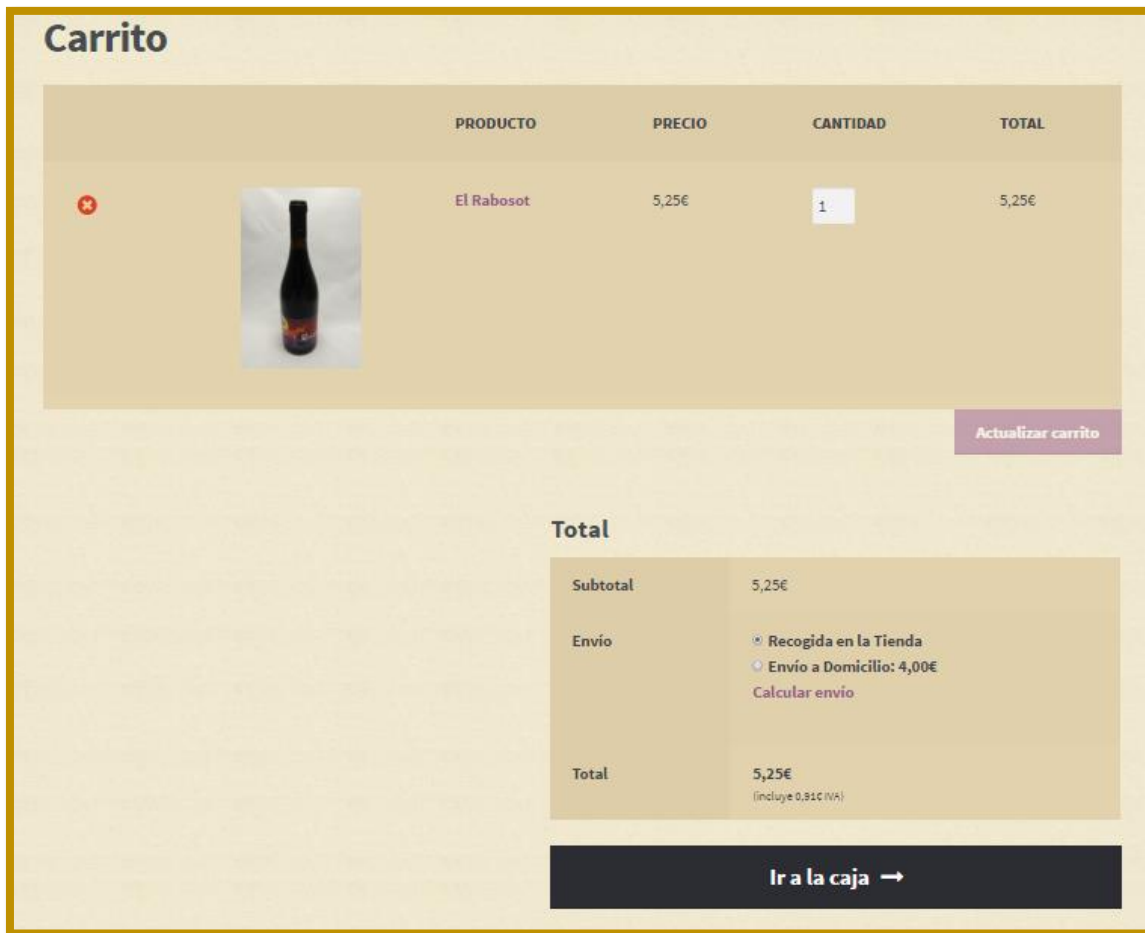 Carrito
PRODUCTO PRECIO CANTIDAD TOTAL
El Rabosot 5,25€ 1 5,25€
Actualizar carrito
Total
Subtotal 5,25€
Envío Recogida en la Tienda
Envío a Domicilio: 4,00€
Calcular envío
Total 5,25€
(incluye 0,91€ IVA)
Ir a la caja →